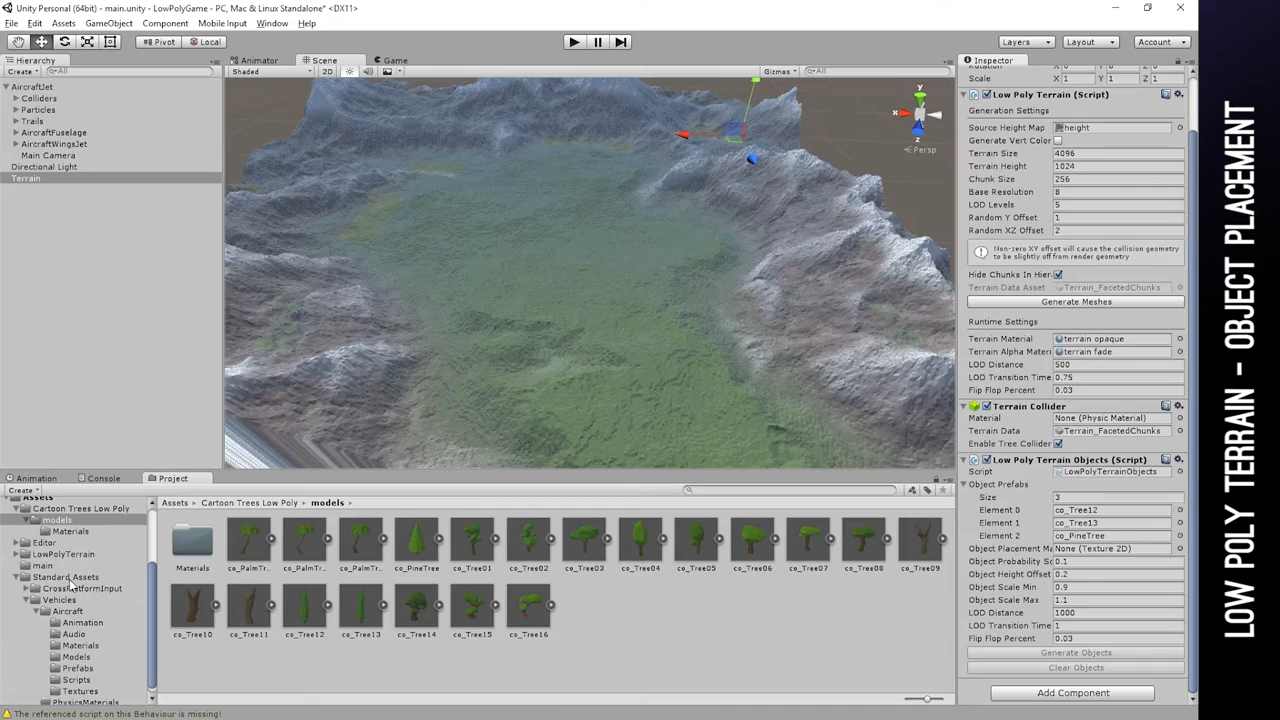 Unity Personal (64bit) - main.unity - LowPolyGame - PC, Mac & Linux Standalone* <DX11>
File Edit Assets GameObject Component Mobile Input Window Help
Pivot Local
Layers Layout Account
Hierarchy
Create All
AircraftJet
Colliders
Particles
Trails
AircraftFuselage
AircraftWingsJet
Main Camera
Directional Light
Terrain
Animator Scene Game
Shaded 2D Gizmos All
y
x
z
Persp
Inspector
Scale X 1 Y 1 Z 1
Low Poly Terrain (Script)
Generation Settings
Source Height Map height
Generate Vert Color
Terrain Size 4096
Terrain Height 1024
Chunk Size 256
Base Resolution 8
LOD Levels 5
Random Y Offset 1
Random XZ Offset 2
Non-zero XY offset will cause the collision geometry
to be slightly off from render geometry
Hide Chunks In Hier
Terrain Data Asset Terrain_FacetedChunks
Generate Meshes
Runtime Settings
Terrain Material terrain opaque
Terrain Alpha Materi terrain fade
LOD Distance 500
LOD Transition Time 0.75
Flip Flop Percent 0.03
Terrain Collider
Material None (Physic Material)
Terrain Data Terrain_FacetedChunks
Enable Tree Collider
Low Poly Terrain Objects (Script)
Script LowPolyTerrainObjects
Object Prefabs
Size 3
Element 0 co_Tree12
Element 1 co_Tree13
Element 2 co_PineTree
Object Placement M None (Texture 2D)
Object Probability S 0.1
Object Height Offset 0.2
Object Scale Min 0.9
Object Scale Max 1.1
LOD Distance 1000
LOD Transition Time 1
Flip Flop Percent 0.03
Generate Objects
Clear Objects
Add Component
Animation Console Project
Create
Assets
Cartoon Trees Low Poly
models
Materials
Editor
LowPolyTerrain
main
Standard Assets
CrossPlatformInput
Vehicles
Aircraft
Animation
Audio
Materials
Models
Prefabs
Scripts
Textures
PhysicsMaterials
Assets Cartoon Trees Low Poly models
Materials co_PalmTr... co_PalmTr... co_PalmTr... co_PineTree co_Tree01 co_Tree02 co_Tree03 co_Tree04 co_Tree05 co_Tree06 co_Tree07 co_Tree08 co_Tree09
co_Tree10 co_Tree11 co_Tree12 co_Tree13 co_Tree14 co_Tree15 co_Tree16
The referenced script on this Behaviour is missing!
LOW POLY TERRAIN - OBJECT PLACEMENT